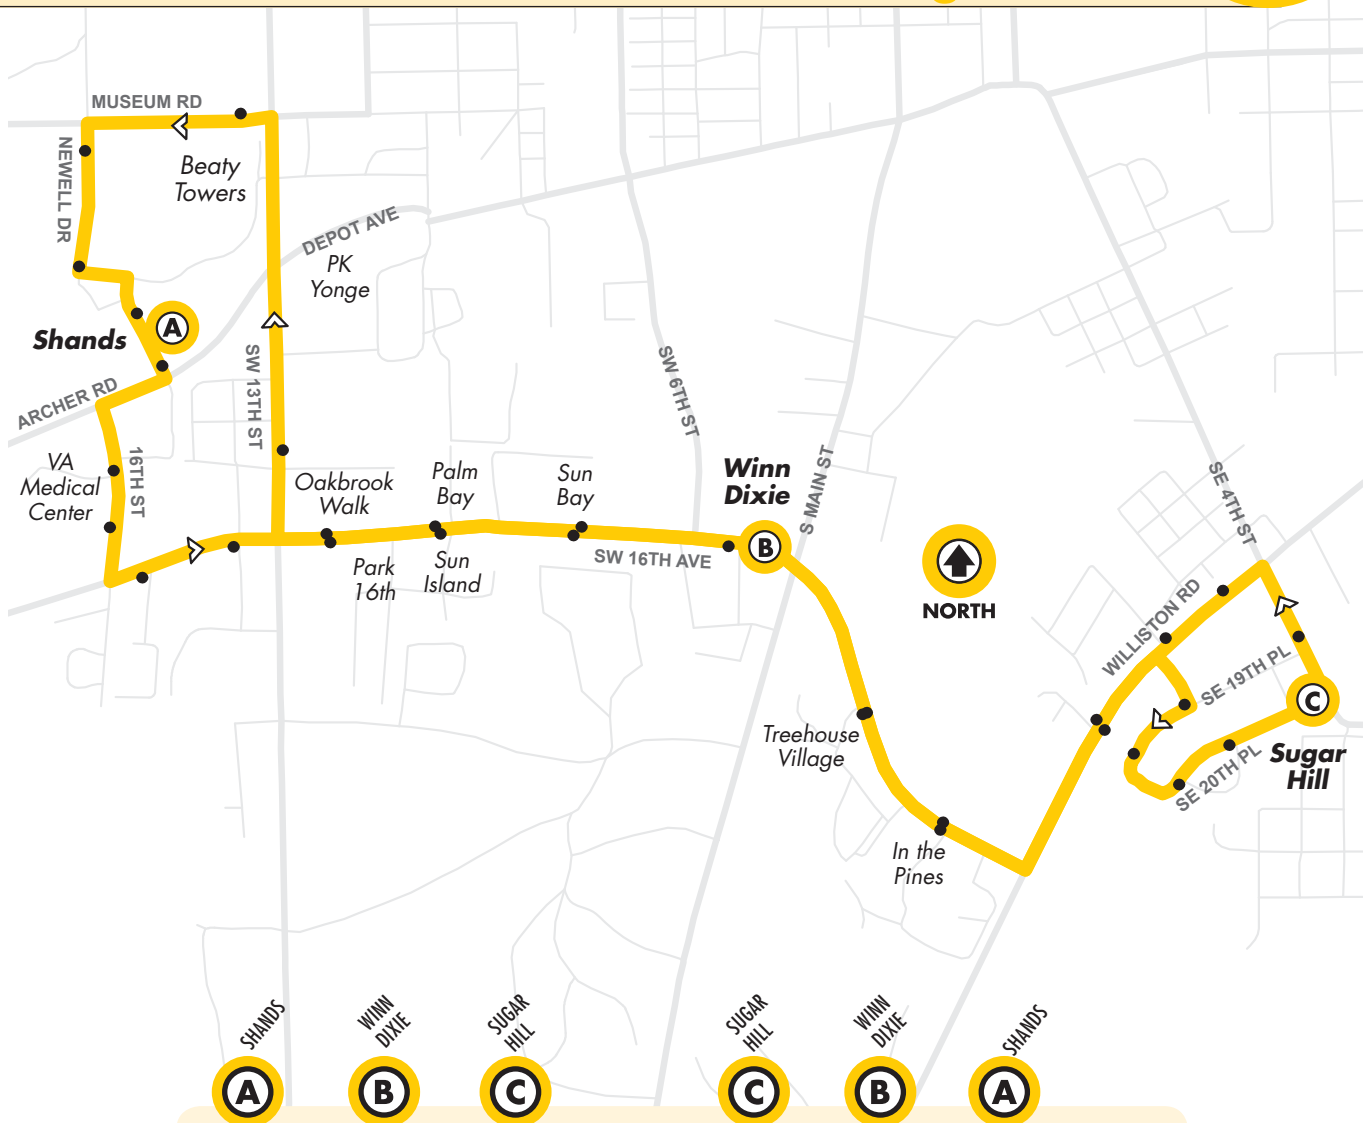 MUSEUM RD
NEWELL DR
Beaty
Towers
DEPOT AVE
PK
Yonge
A
Shands
ARCHER RD
SW 13TH ST
SW 6TH ST
VA
Medical
Center
16TH ST
Oakbrook
Walk
Palm
Bay
Sun
Bay
Winn
Dixie
S MAIN ST
SE 4TH ST
B
SW 16TH AVE
Park
16th
Sun
Island
NORTH
WILLISTON RD
SE 19TH PL
C
Sugar
Hill
SE 20TH PL
Treehouse
Village
In the
Pines
SHANDS
WINN
DIXIE
SUGAR
HILL
SUGAR
HILL
WINN
DIXIE
SHANDS
A
B
C
C
B
A